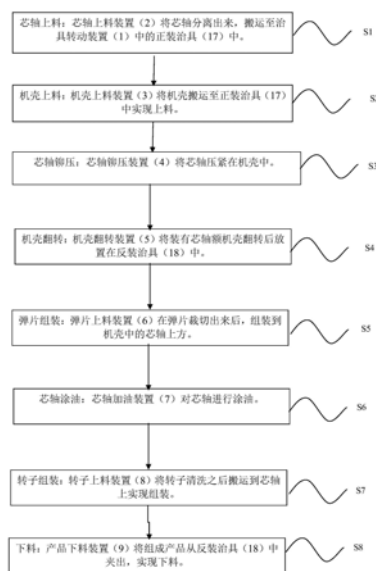 芯轴上料：芯轴上料装置（2）将芯轴分离出来，搬运至治
具转动装置（1）中的正装治具（17）中。
S1
机壳上料：机壳上料装置（3）将机壳搬运至正装治具（17）
中实现上料。
S2
芯轴铆压：芯轴铆压装置（4）将芯轴压紧在机壳中。
S3
机壳翻转：机壳翻转装置（5）将装有芯轴额机壳翻转后放
置在反装治具（18）中。
S4
弹片组装：弹片上料装置（6）在弹片裁切出来后，组装到
机壳中的芯轴上方。
S5
芯轴涂油：芯轴加油装置（7）对芯轴进行涂油。
S6
转子组装：转子上料装置（8）将转子清洗之后搬运到芯轴
上实现组装。
S7
下料：产品下料装置（9）将组成产品从反装治具（18）中
夹出，实现下料。
S8